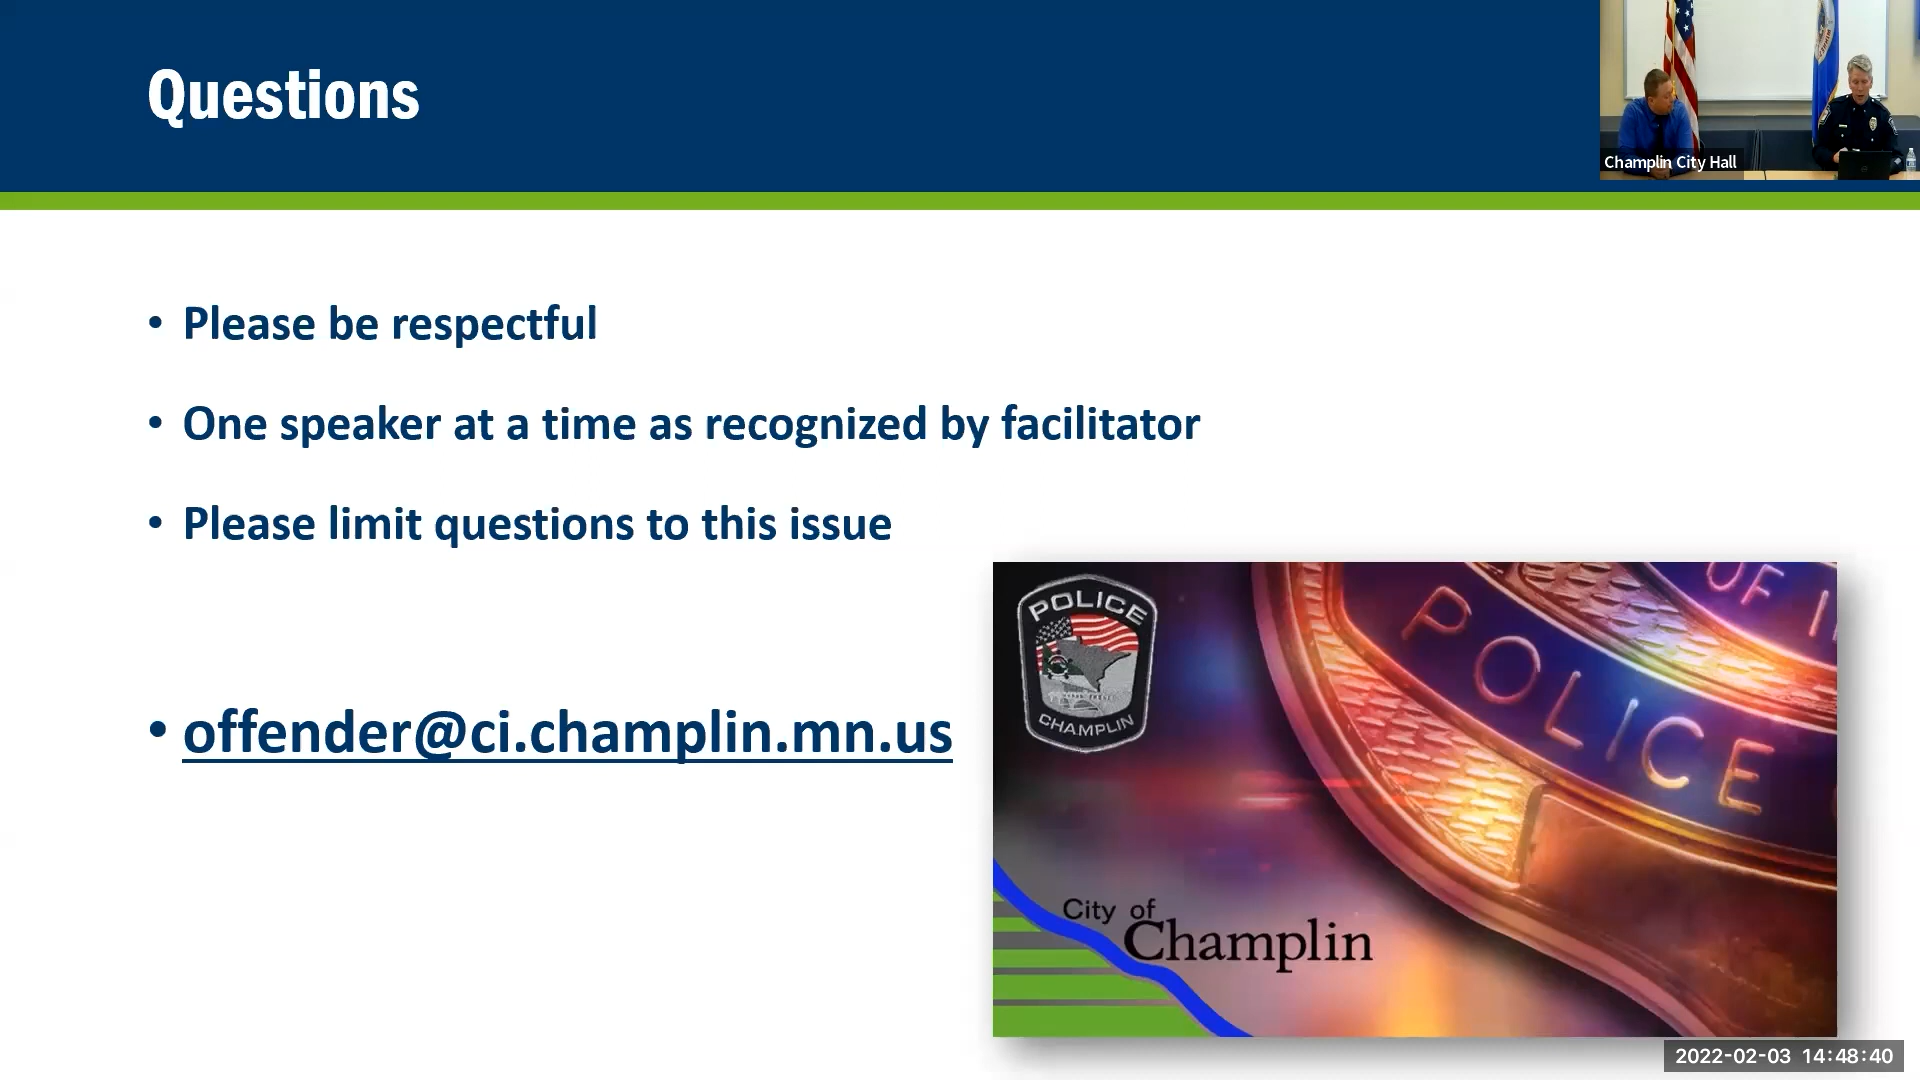 Questions
Champlin City Hall
• Please be respectful
• One speaker at a time as recognized by facilitator
• Please limit questions to this issue
• offender@ci.champlin.mn.us
POLICE
CHAMPLIN
OF
POLICE
City of
Champlin
2022-02-03 14:48:40